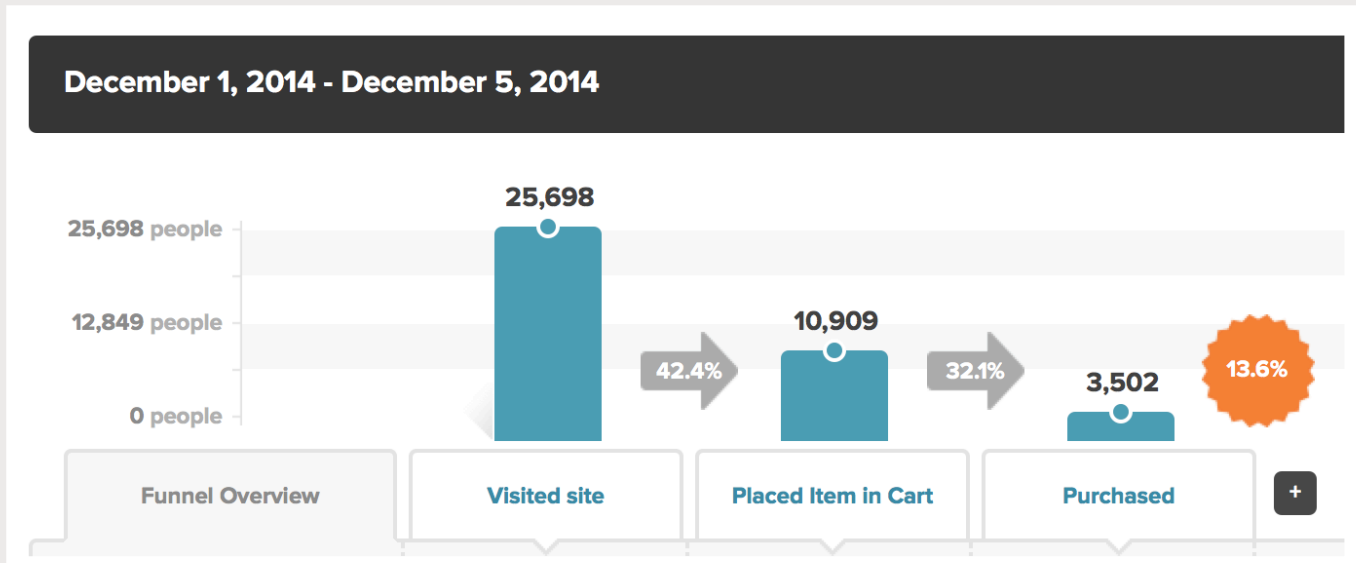 December 1, 2014 - December 5, 2014
25,698
25,698 people
12,849 people
10,909
42.4%
32.1%
13.6%
3,502
0 people
Funnel Overview
Visited site
Placed Item in Cart
Purchased
+